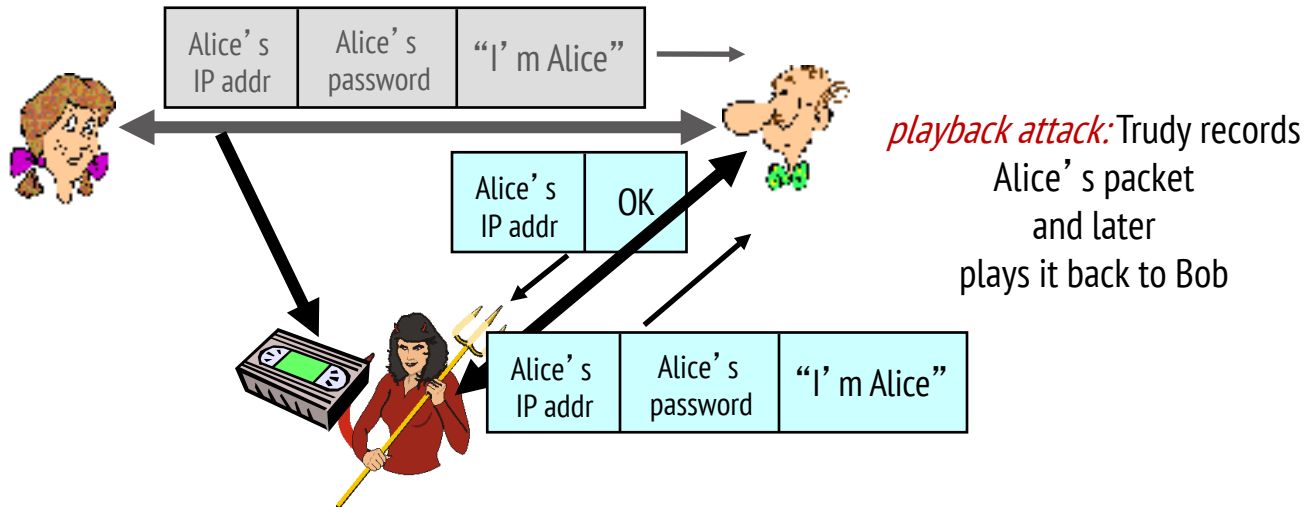 Alice’ s
IP addr
Alice’ s
password
“I’ m Alice”
playback attack: Trudy records
Alice’ s packet
and later
plays it back to Bob
Alice’ s
IP addr
OK
Alice’ s
IP addr
Alice’ s
password
“I’ m Alice”